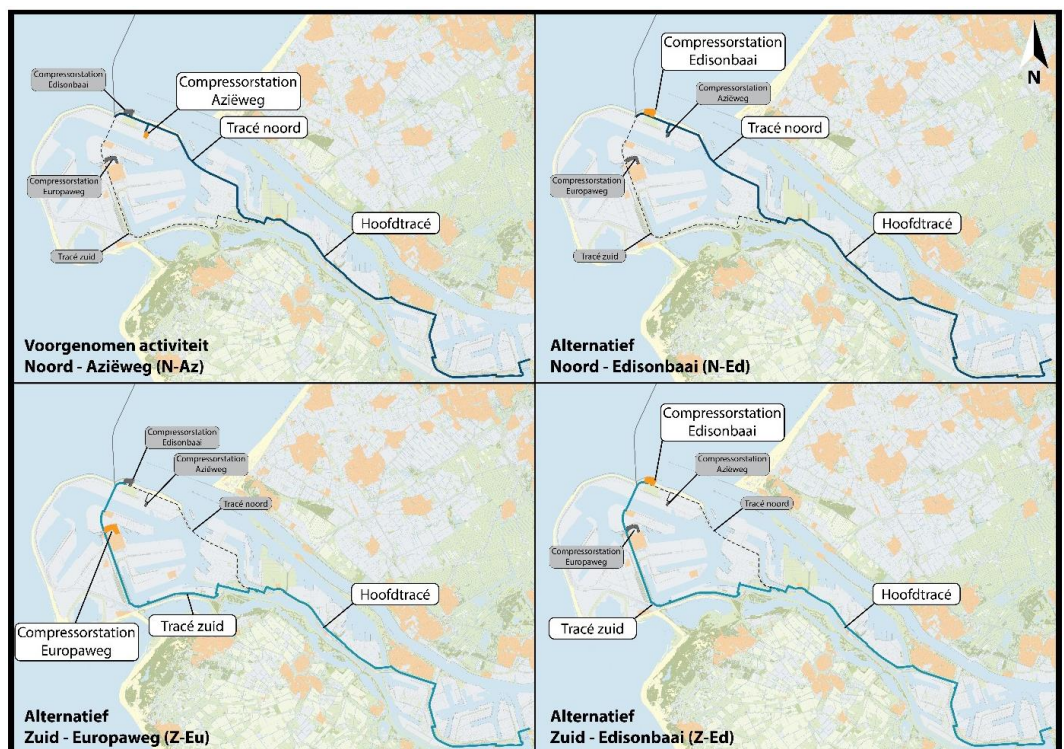 Compressorstation
Edisonbaai
Compressorstation
Aziëweg
Tracé noord
Compressorstation
Europaweg
Hoofdtracé
Tracé zuid
Voorgenomen activiteit
Noord - Aziëweg (N-Az)
Compressorstation
Edisonbaai
N
Compressorstation
Aziëweg
Tracé noord
Compressorstation
Europaweg
Hoofdtracé
Tracé zuid
Alternatief
Noord - Edisonbaai (N-Ed)
Compressorstation
Edisonbaai
Compressorstation
Aziëweg
Tracé noord
Hoofdtracé
Tracé zuid
Compressorstation
Europaweg
Alternatief
Zuid - Europaweg (Z-Eu)
Compressorstation
Edisonbaai
Compressorstation
Aziëweg
Tracé noord
Compressorstation
Europaweg
Hoofdtracé
Tracé zuid
Alternatief
Zuid - Edisonbaai (Z-Ed)